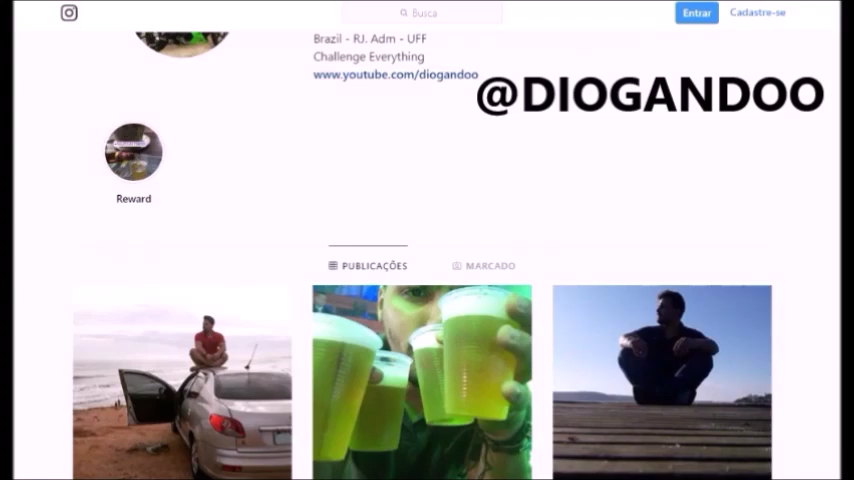 Busca
Entrar
Cadastre-se
Brazil - RJ. Adm - UFF
Challenge Everything
www.youtube.com/diogandoo
@DIOGANDOO
Reward
PUBLICAÇÕES
MARCADO